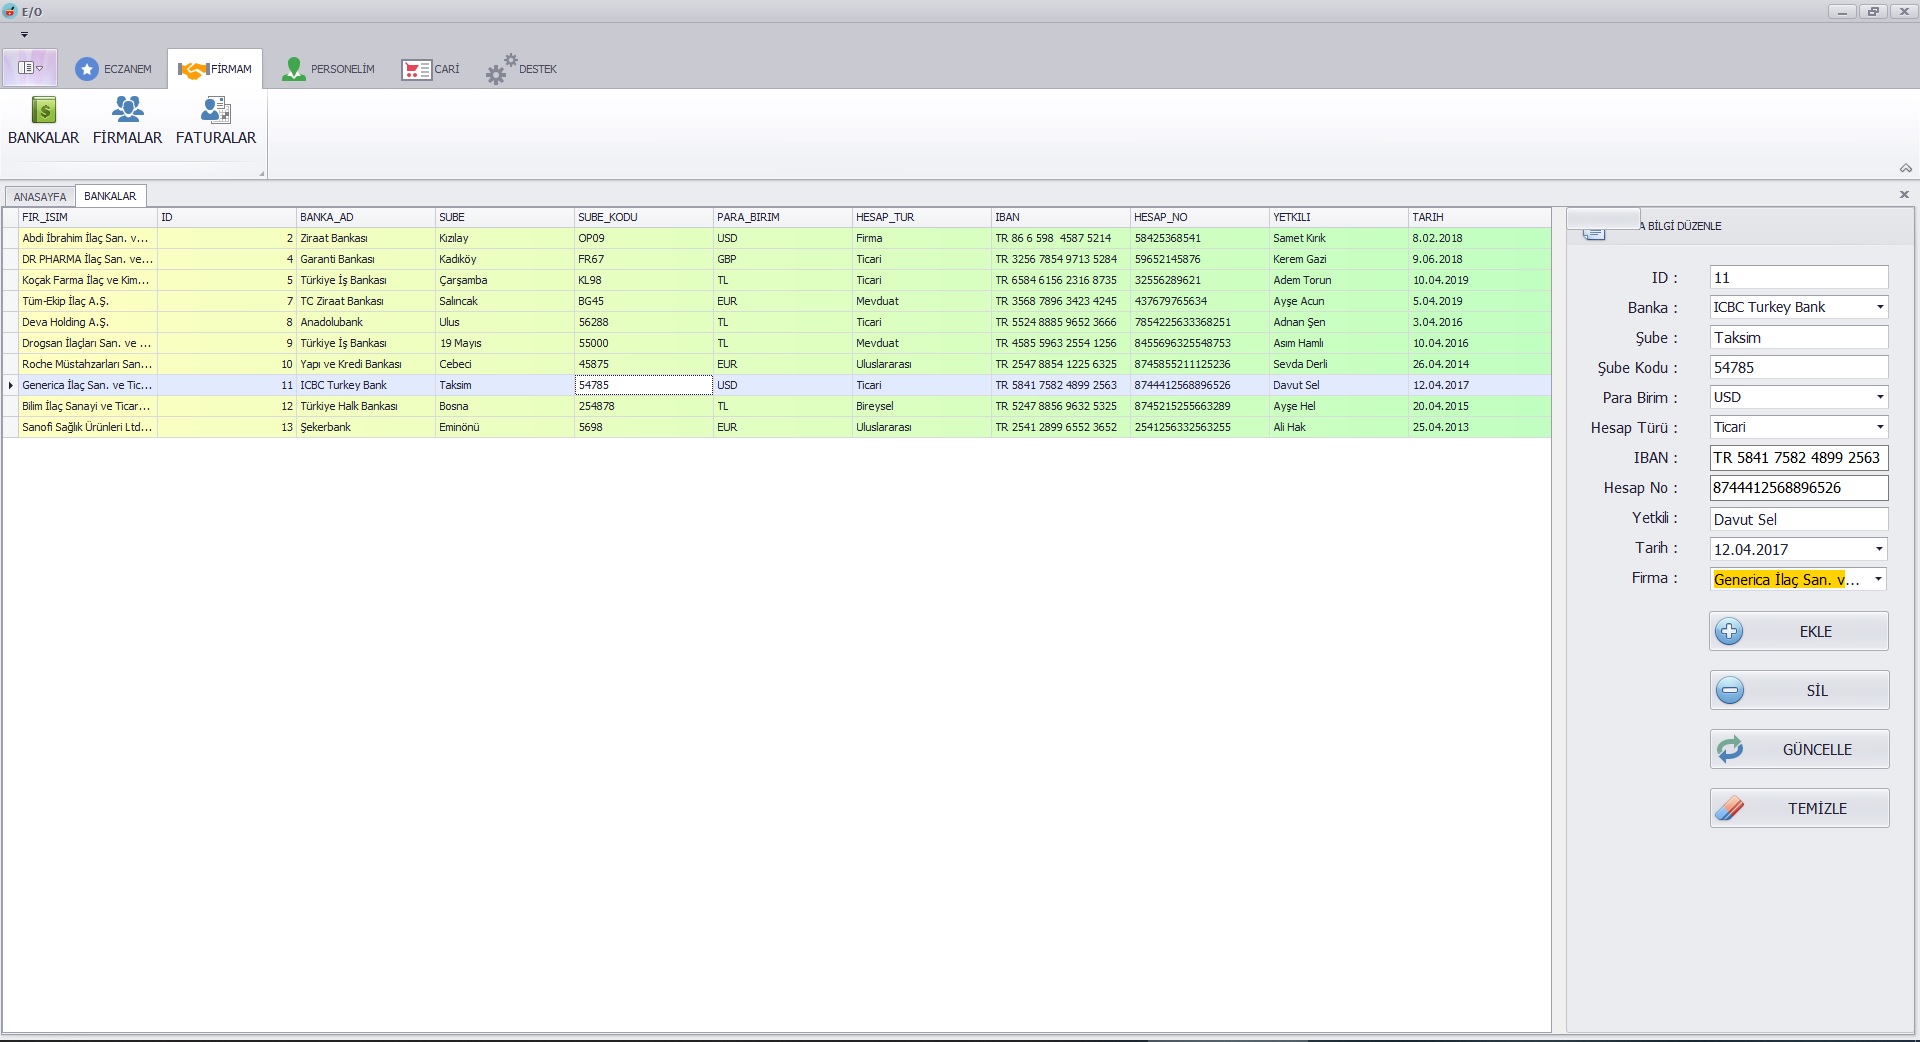 E/O
ECZANEM FİRMAM PERSONELİM CARİ DESTEK
BANKALAR FİRMALAR FATURALAR
ANASAYFA BANKALAR
FIR_ISIM ID BANKA_AD SUBE SUBE_KODU PARA_BIRIM HESAP_TUR IBAN HESAP_NO YETKILI TARIH
Abdi İbrahim İlaç San. v... 2 Ziraat Bankası Kızılay OP09 USD Firma TR 86 6 598 4587 5214 58425368541 Samet Kırık 8.02.2018
DR PHARMA İlaç San. ve... 4 Garanti Bankası Kadıköy FR67 GBP Ticari TR 3256 7854 9713 5284 59652145876 Kerem Gazi 9.06.2018
Koçak Farma İlaç ve Kim... 5 Türkiye İş Bankası Çarşamba KL98 TL Ticari TR 6584 6156 2316 8735 32556289621 Adem Torun 10.04.2019
Tüm-Ekip İlaç A.Ş. 7 TC Ziraat Bankası Salıncak BG45 EUR Mevduat TR 3568 7896 3423 4245 437679765634 Ayşe Acun 5.04.2019
Deva Holding A.Ş. 8 Anadolubank Ulus 56288 TL Ticari TR 5524 8885 9652 3666 7854225633368251 Adnan Şen 3.04.2016
Drogsan İlaçları San. ve ... 9 Türkiye İş Bankası 19 Mayıs 55000 TL Mevduat TR 4585 5963 2554 1256 8455696325548753 Asım Hamlı 10.04.2016
Roche Müstahzarları San... 10 Yapı ve Kredi Bankası Cebeci 45875 EUR Uluslararası TR 2547 8854 1225 6325 8745855211125236 Sevda Derli 26.04.2014
Generica İlaç San. ve Tic... 11 ICBC Turkey Bank Taksim 54785 USD Ticari TR 5841 7582 4899 2563 8744412568896526 Davut Sel 12.04.2017
Bilim İlaç Sanayi ve Ticar... 12 Türkiye Halk Bankası Bosna 254878 TL Bireysel TR 5247 8856 9632 5325 8745215255663289 Ayşe Hel 20.04.2015
Sanofi Sağlık Ürünleri Ltd... 13 Şekerbank Eminönü 5698 EUR Uluslararası TR 2541 2899 6552 3652 2541256332563255 Ali Hak 25.04.2013
A BİLGİ DÜZENLE
ID : 11
Banka : ICBC Turkey Bank
Şube : Taksim
Şube Kodu : 54785
Para Birim : USD
Hesap Türü : Ticari
IBAN : TR 5841 7582 4899 2563
Hesap No : 8744412568896526
Yetkili : Davut Sel
Tarih : 12.04.2017
Firma : Generica İlaç San. v...
EKLE
SİL
GÜNCELLE
TEMİZLE